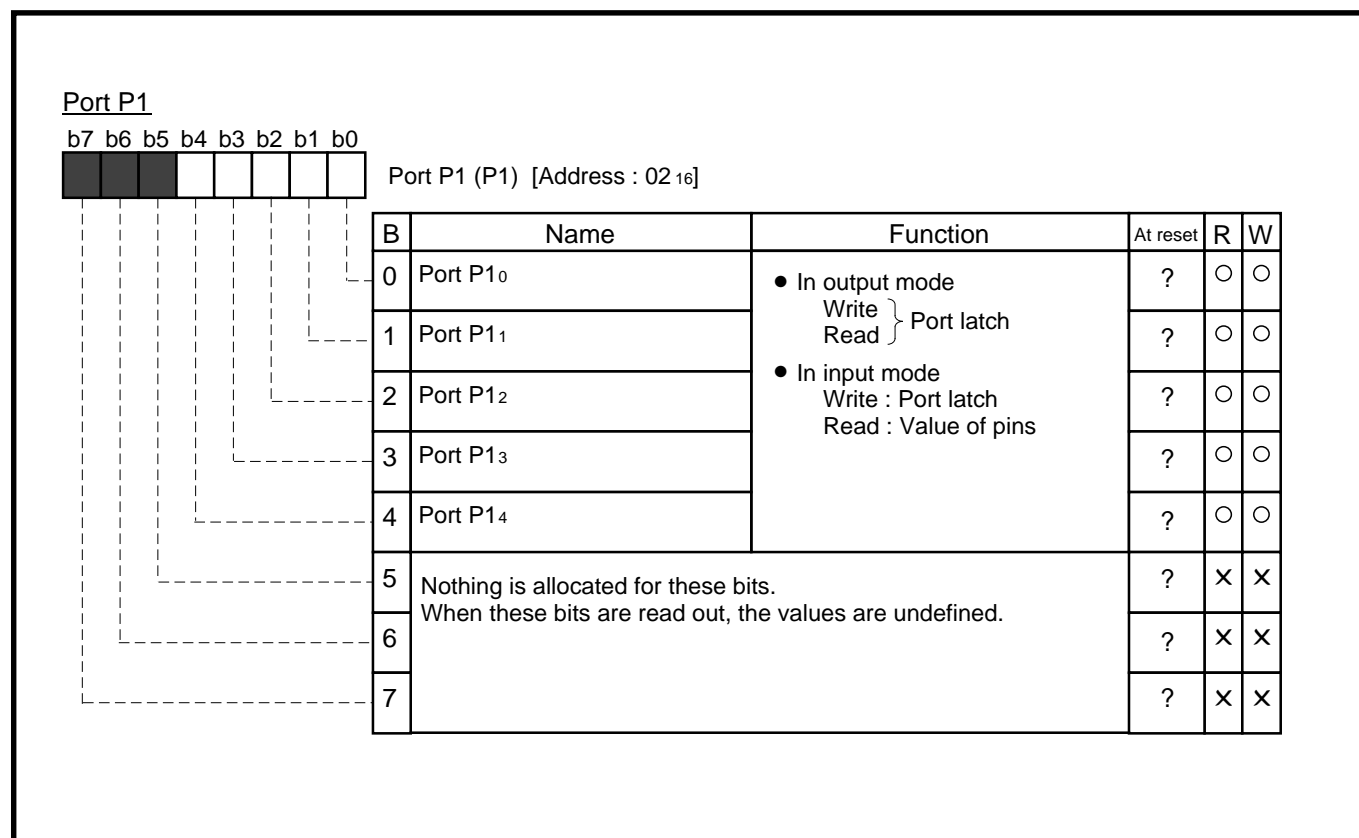 Port P1
b7 b6 b5 b4 b3 b2 b1 b0
Port P1 (P1) [Address : 02 16]
B Name Function At reset R W
0 Port P10 ? ○ ○
● In output mode
Write
Read } Port latch
1 Port P11 ? ○ ○
● In input mode
2 Port P12 ? ○ ○
Write : Port latch
Read : Value of pins
3 Port P13 ? ○ ○
4 Port P14 ? ○ ○
5 Nothing is allocated for these bits. ? × ×
When these bits are read out, the values are undefined.
6 ? × ×
7 ? × ×